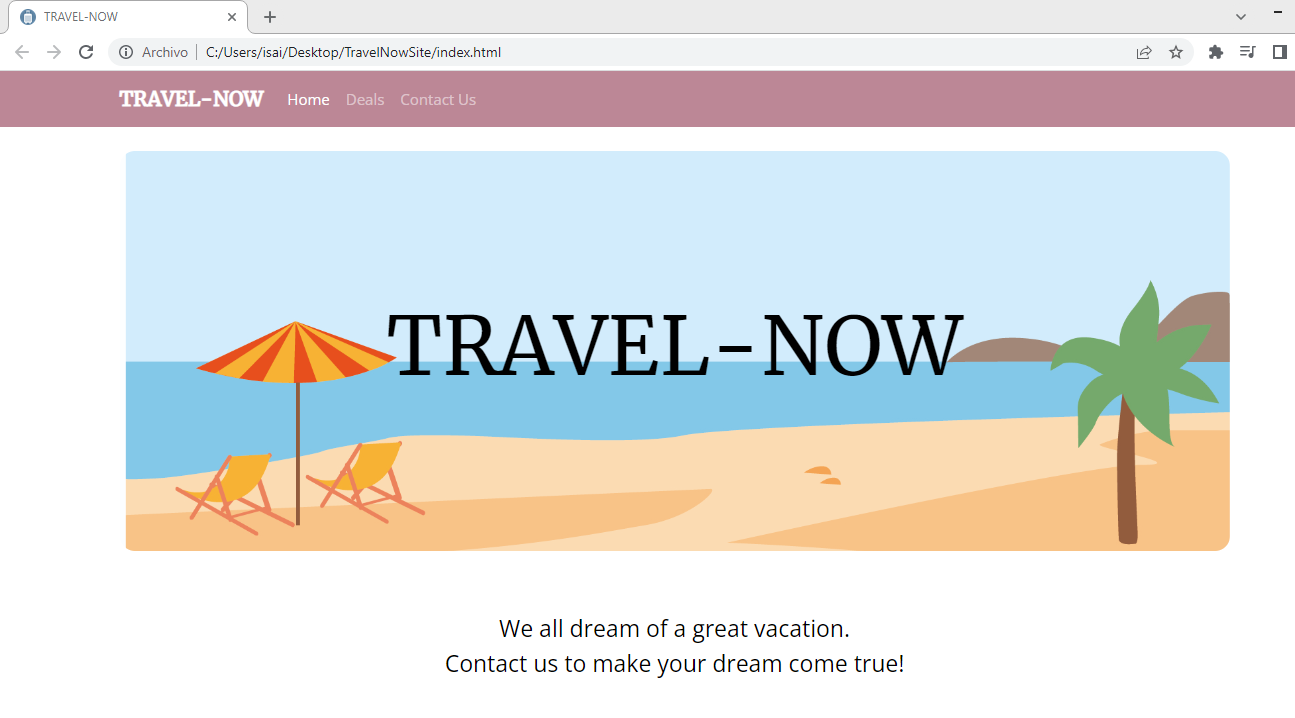 TRAVEL-NOW
Archivo C:/Users/isai/Desktop/TravelNowSite/index.html
TRAVEL-NOW Home Deals Contact Us
TRAVEL-NOW
We all dream of a great vacation.
Contact us to make your dream come true!